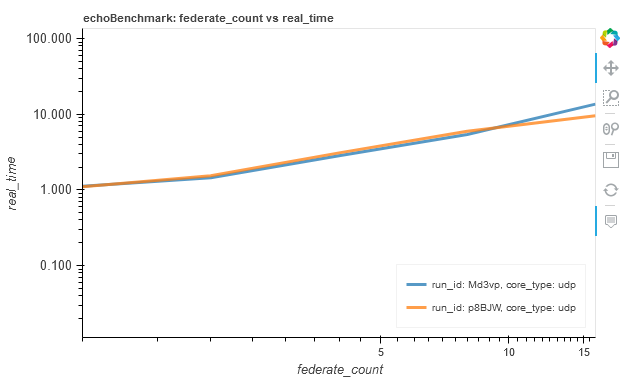 echoBenchmark: federate_count vs real_time
100.000
10.000
1.000
0.100
real_time
run_id: Md3vp, core_type: udp
run_id: p8BJW, core_type: udp
5
10
15
federate_count